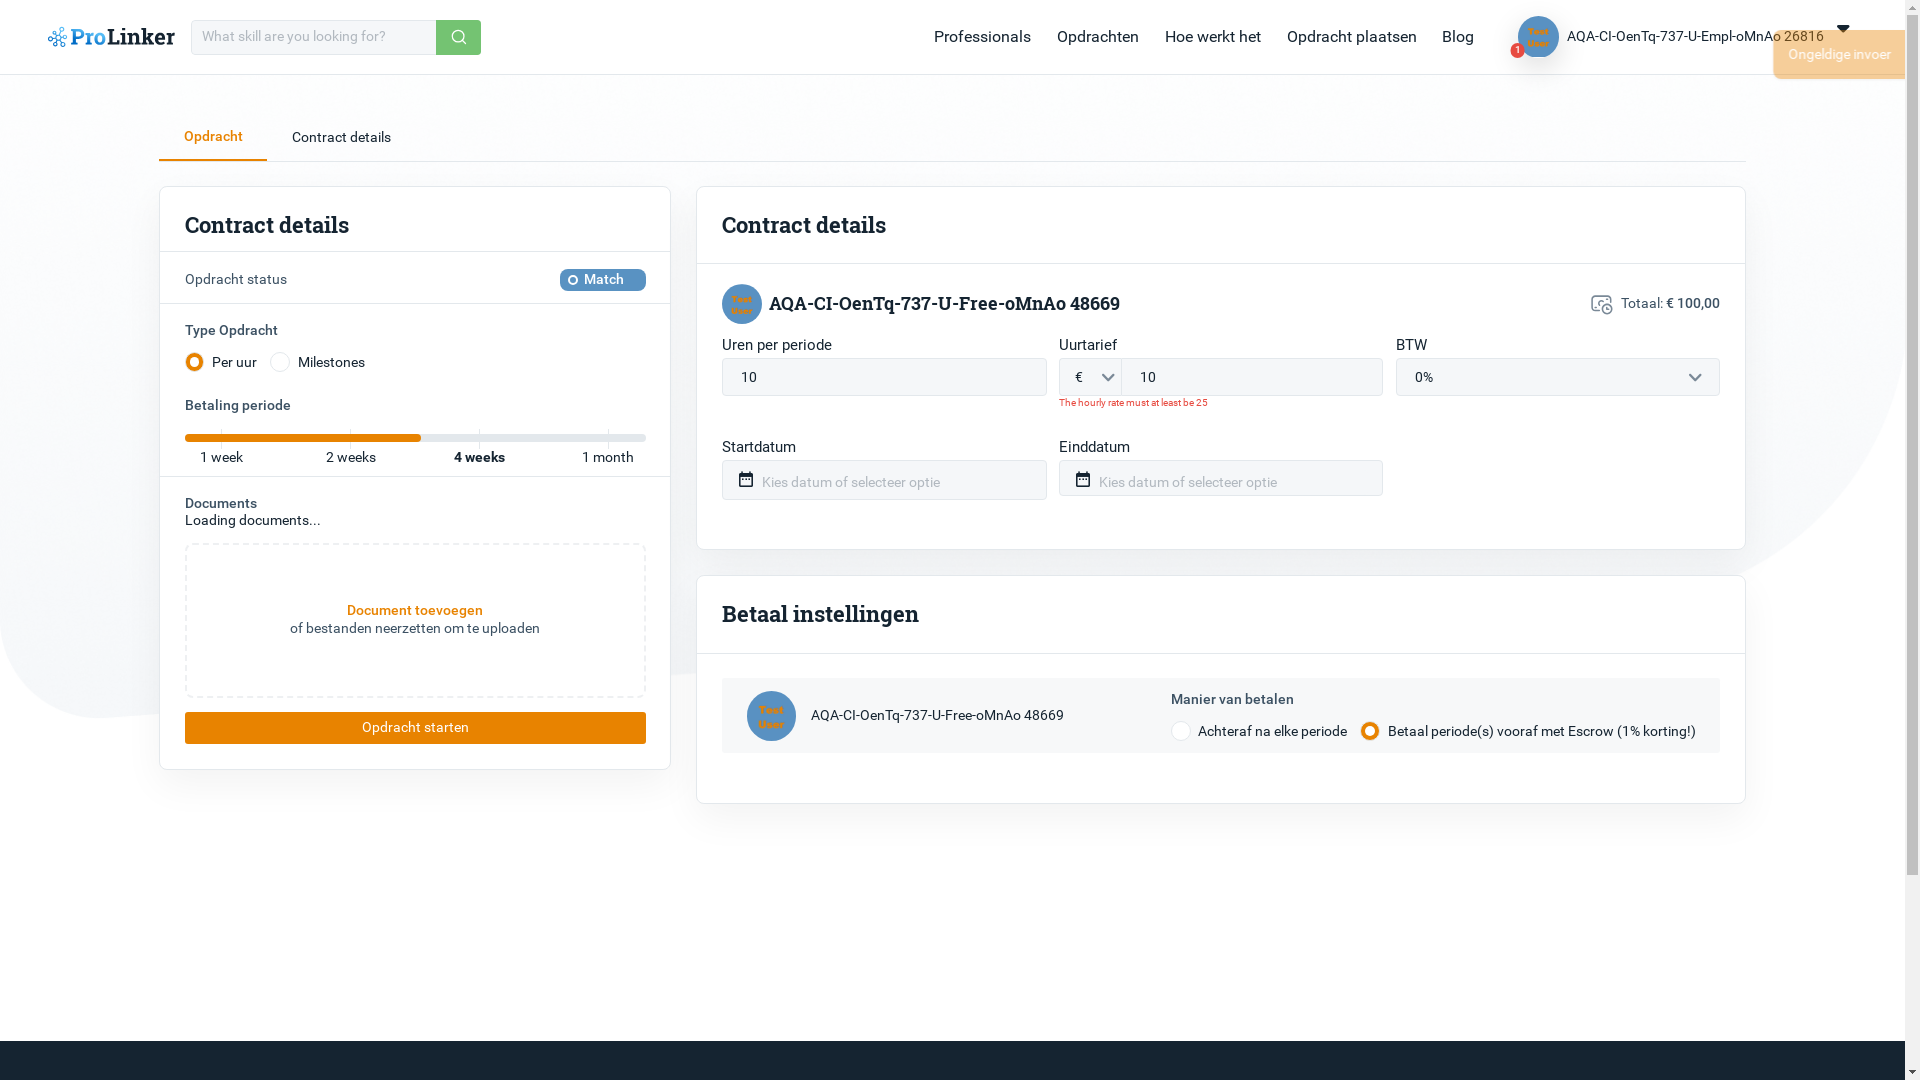 ProLinker
What skill are you looking for?
Professionals
Opdrachten
Hoe werkt het
Opdracht plaatsen
Blog
Test
User
1
AQA-CI-OenTq-737-U-Empl-oMnAo 26816
Ongeldige invoer
Opdracht
Contract details
Contract details
Opdracht status
Match
Type Opdracht
Per uur
Milestones
Betaling periode
1 week
2 weeks
4 weeks
1 month
Documents
Loading documents...
Document toevoegen
of bestanden neerzetten om te uploaden
Opdracht starten
Contract details
Test
User
AQA-CI-OenTq-737-U-Free-oMnAo 48669
Totaal: € 100,00
Uren per periode
10
Uurtarief
€
10
The hourly rate must at least be 25
BTW
0%
Startdatum
Kies datum of selecteer optie
Einddatum
Kies datum of selecteer optie
Betaal instellingen
Test
User
AQA-CI-OenTq-737-U-Free-oMnAo 48669
Manier van betalen
Achteraf na elke periode
Betaal periode(s) vooraf met Escrow (1% korting!)